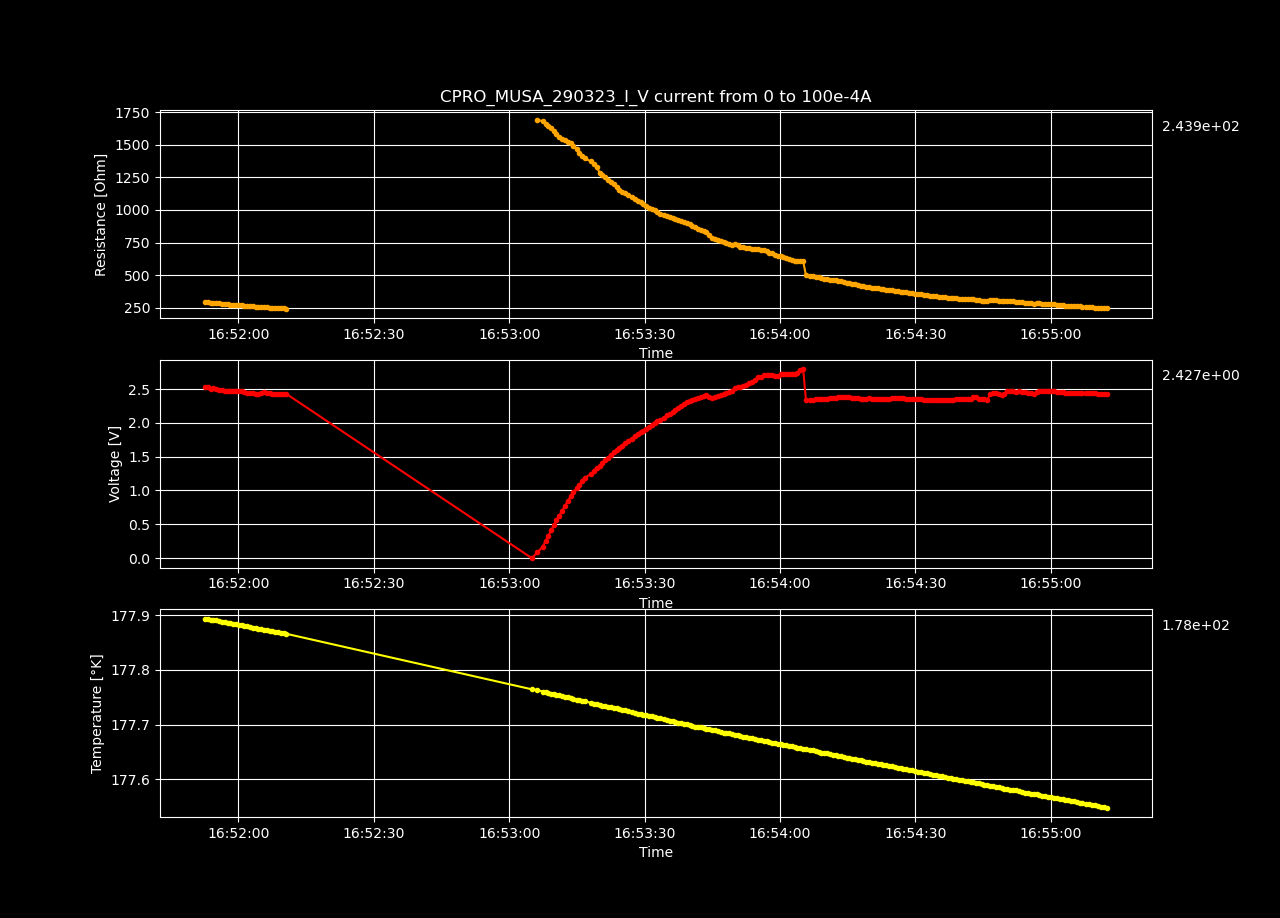 CPRO_MUSA_290323_I_V current from 0 to 100e-4A
1750
1500
1250
1000
750
500
250
Resistance [Ohm]
2.439e+02
16:52:00 16:52:30 16:53:00 16:53:30 16:54:00 16:54:30 16:55:00
Time
2.5
2.0
1.5
1.0
0.5
0.0
Voltage [V]
2.427e+00
16:52:00 16:52:30 16:53:00 16:53:30 16:54:00 16:54:30 16:55:00
Time
177.9
177.8
177.7
177.6
Temperature [°K]
1.78e+02
16:52:00 16:52:30 16:53:00 16:53:30 16:54:00 16:54:30 16:55:00
Time